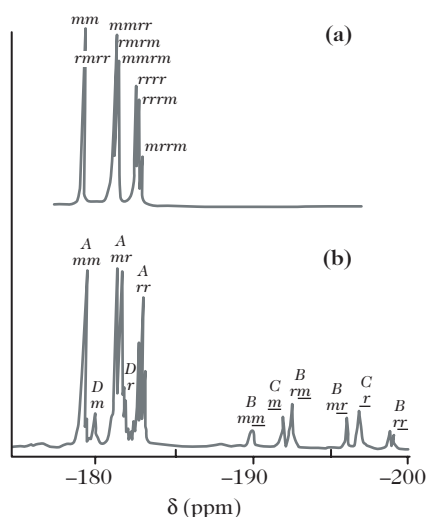 (a)
mm
mmrr
rmrm
rmrr
mmrm
rrrr
rrrm
mrrm
(b)
A
mm
A
mr
A
rr
D
m
D
r
B
mm
C
m
B
rm
B
mr
C
r
B
rr
−180
−190
−200
δ (ppm)